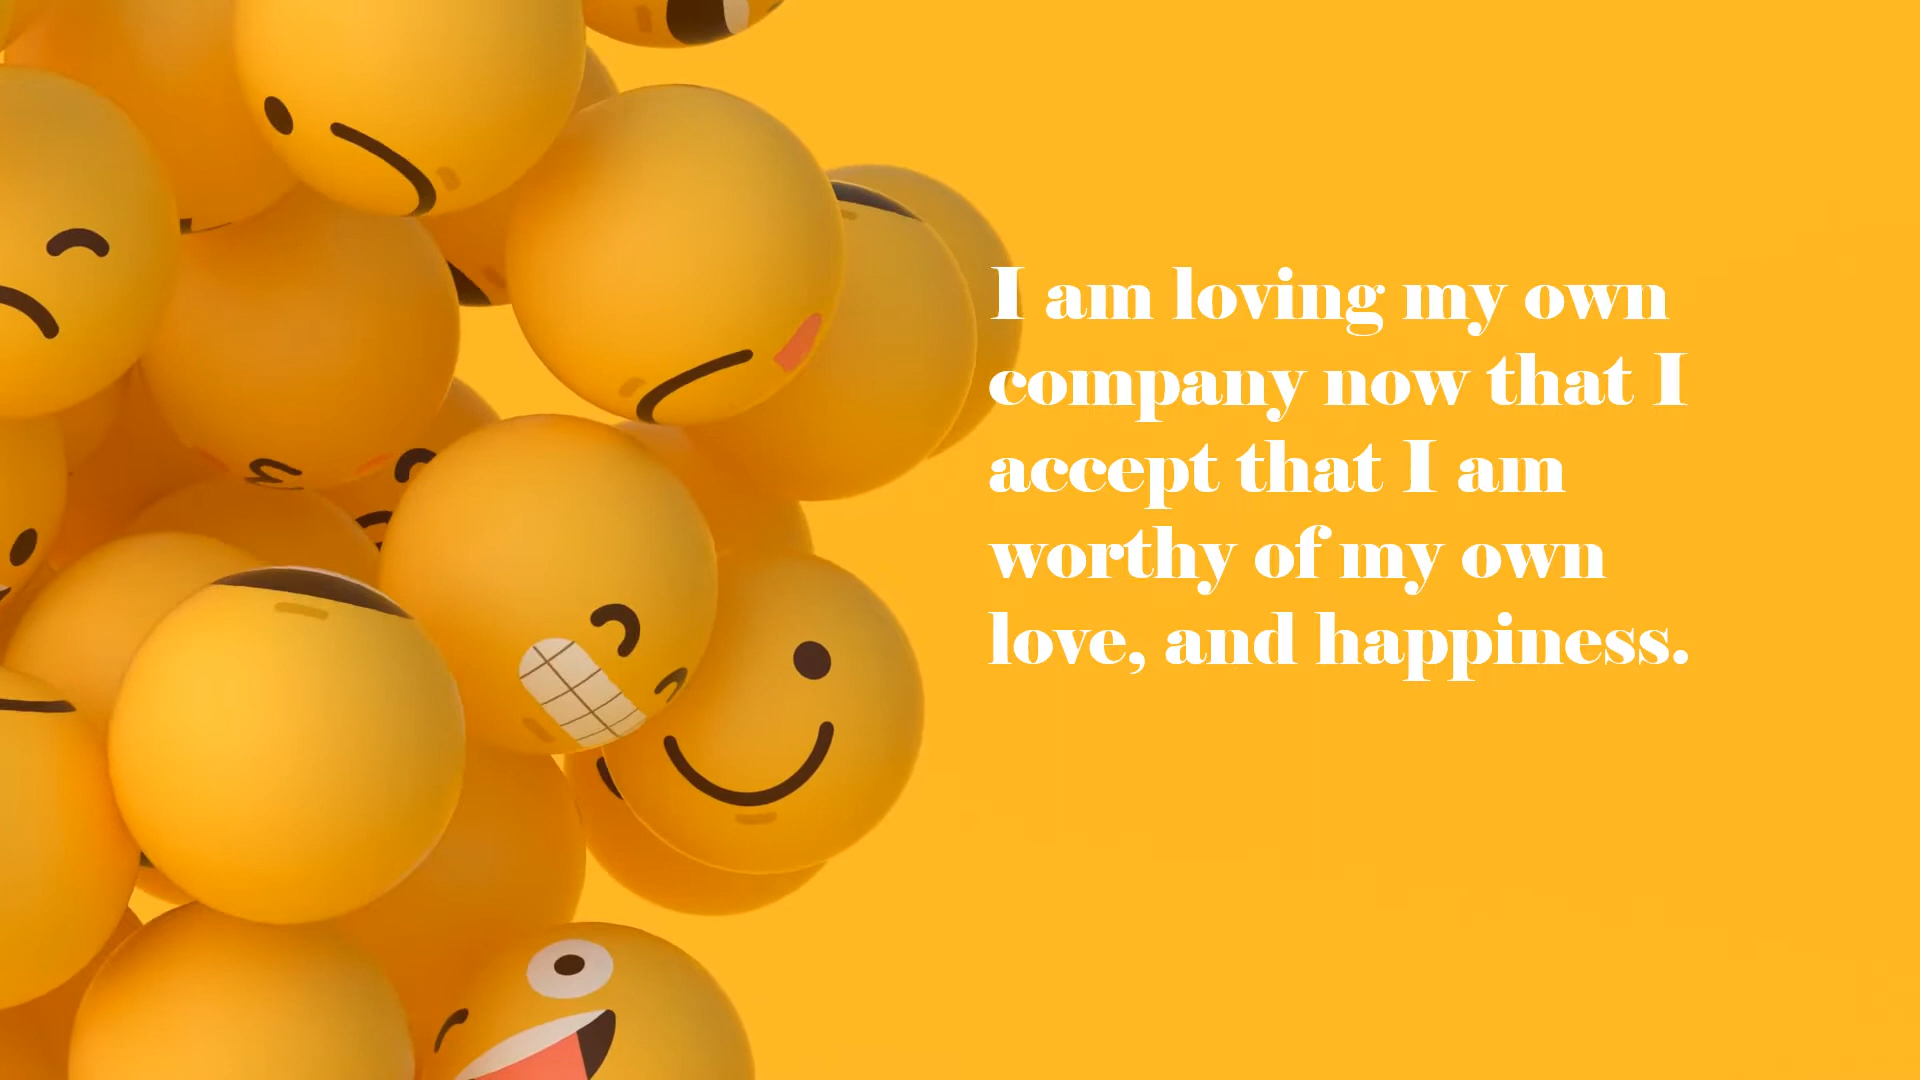 I am loving my own
company now that I
accept that I am
worthy of my own
love, and happiness.